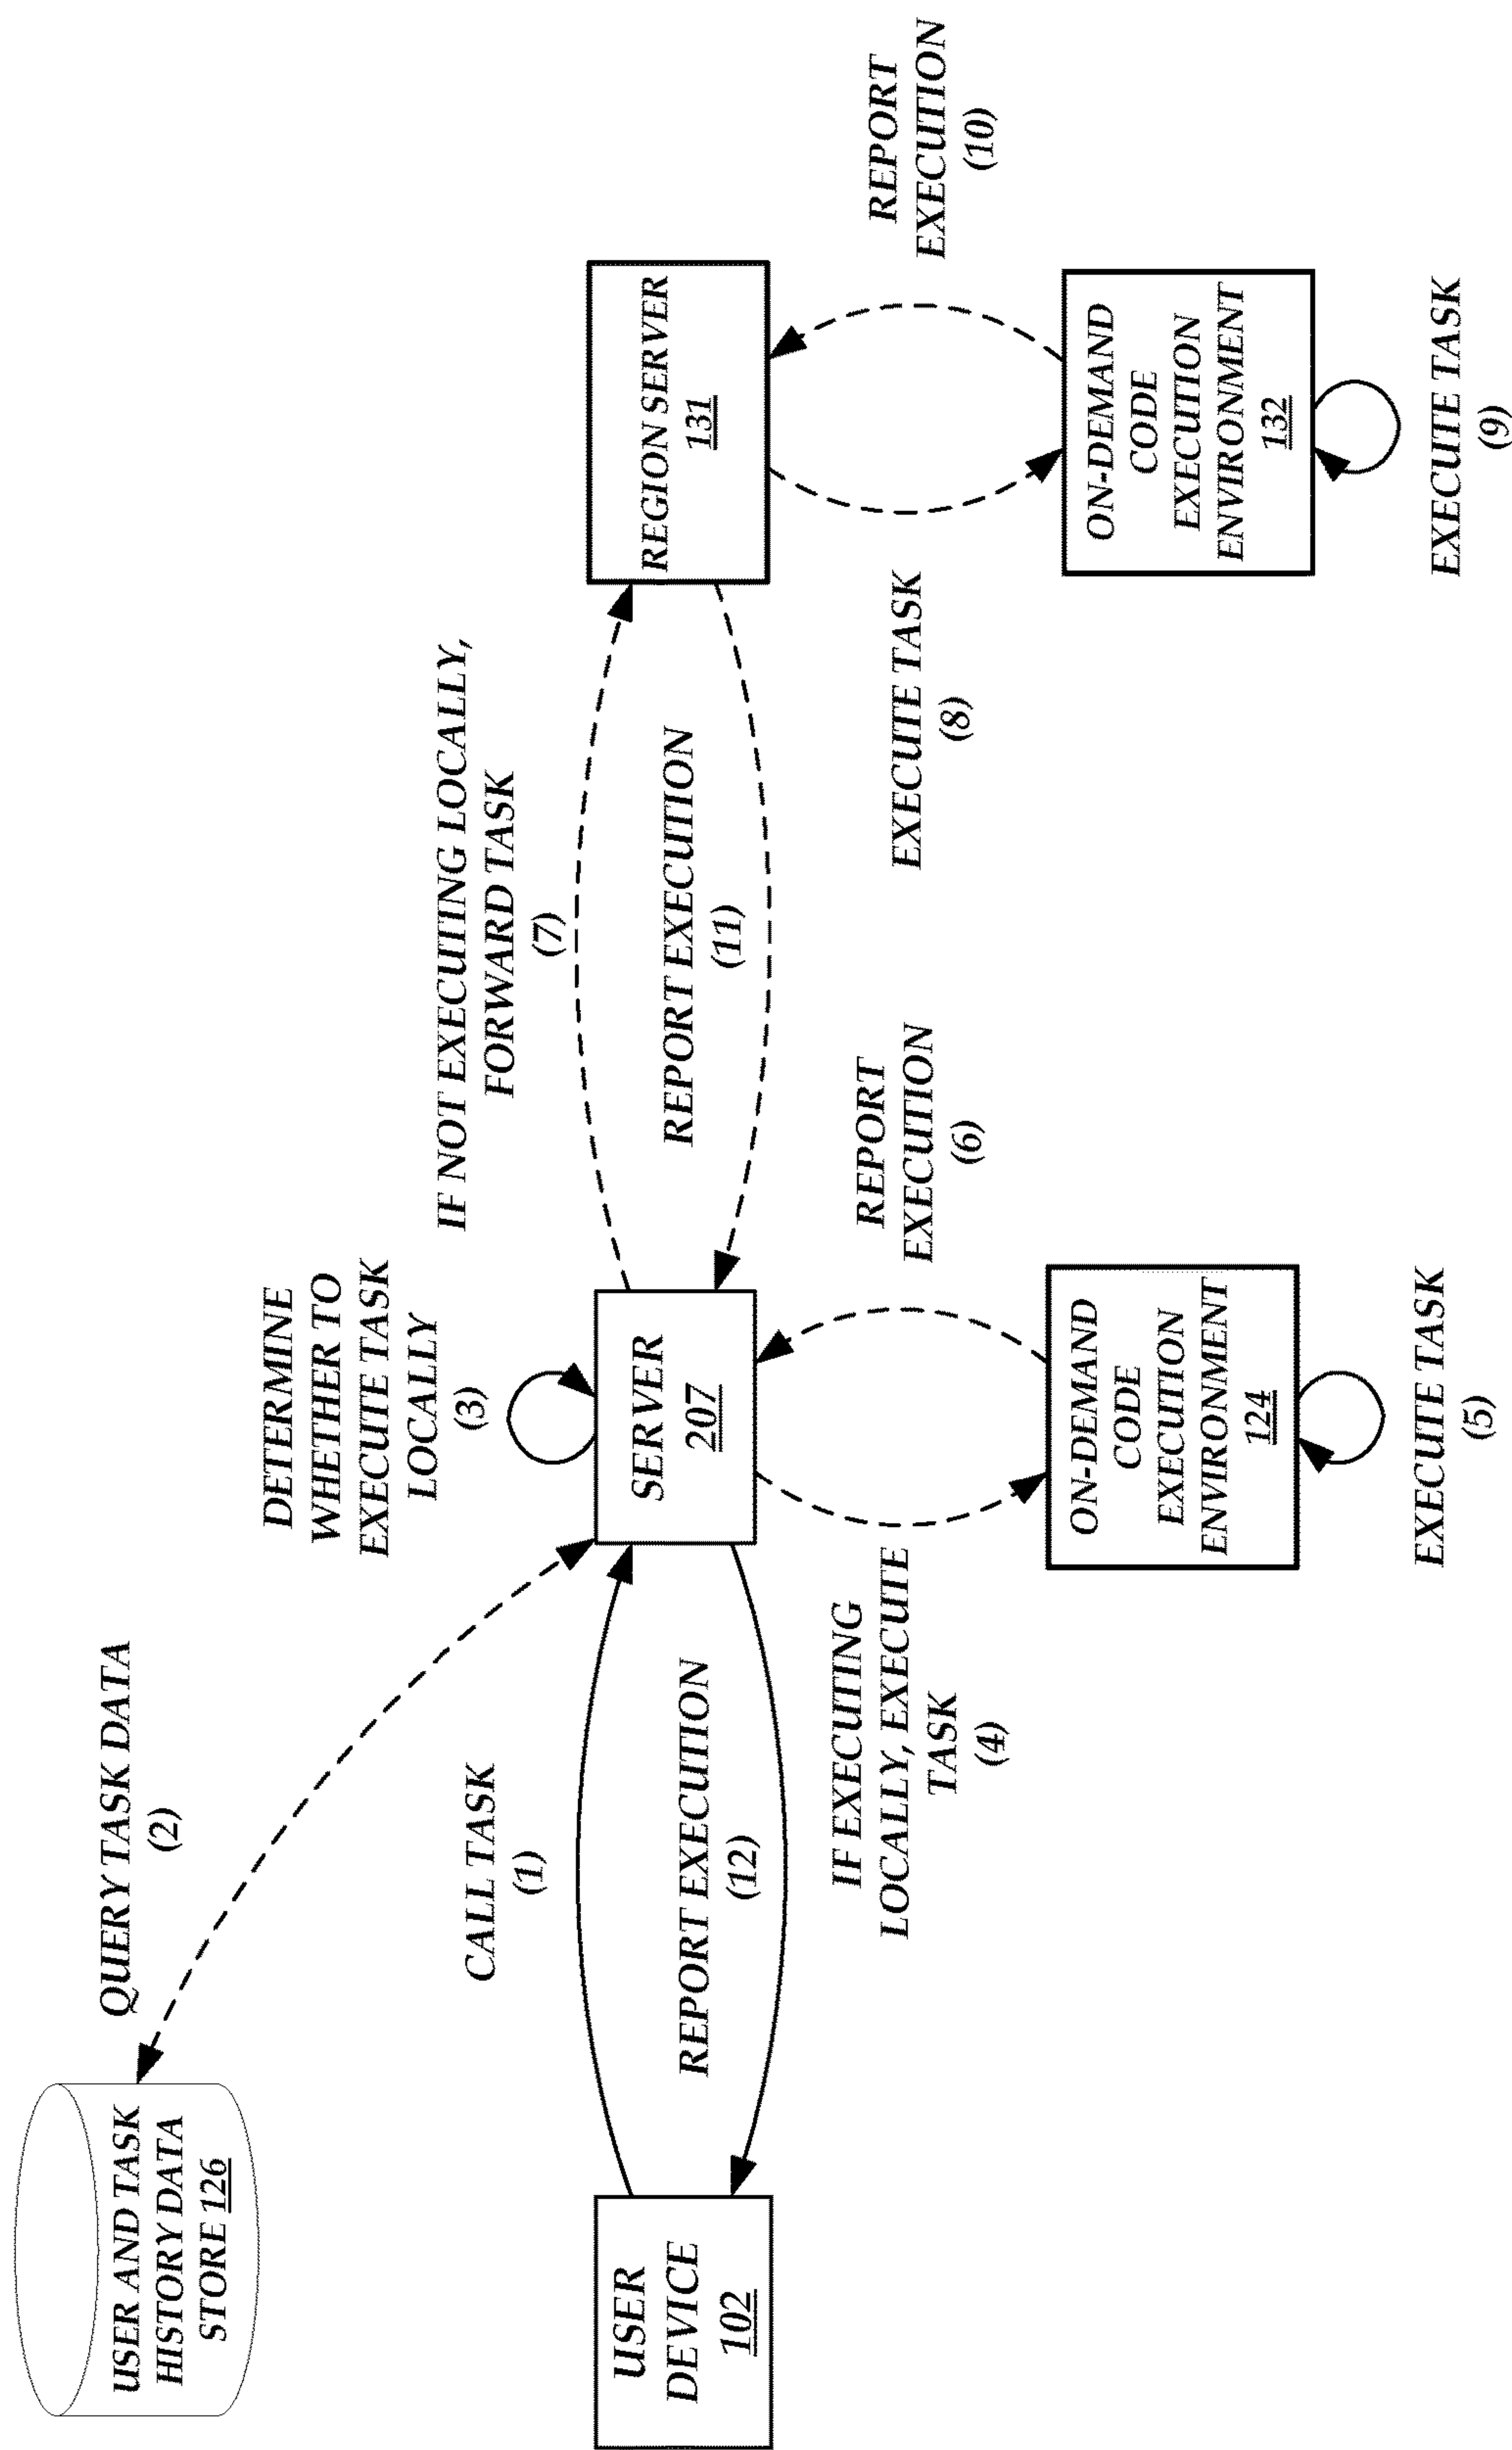 USER AND TASK
HISTORY DATA
STORE 126
QUERY TASK DATA
(2)
DETERMINE
WHETHER TO
EXECUTE TASK
LOCALLY
(3)
IF NOT EXECUTING LOCALLY,
FORWARD TASK
(7)
CALL TASK
(1)
USER
DEVICE
102
SERVER
207
REGION SERVER
131
REPORT EXECUTION
(12)
REPORT EXECUTION
(11)
IF EXECUTING
LOCALLY, EXECUTE
TASK
(4)
REPORT
EXECUTION
(6)
EXECUTE TASK
(8)
REPORT
EXECUTION
(10)
ON-DEMAND
CODE
EXECUTION
ENVIRONMENT
124
ON-DEMAND
CODE
EXECUTION
ENVIRONMENT
132
EXECUTE TASK
(5)
EXECUTE TASK
(9)